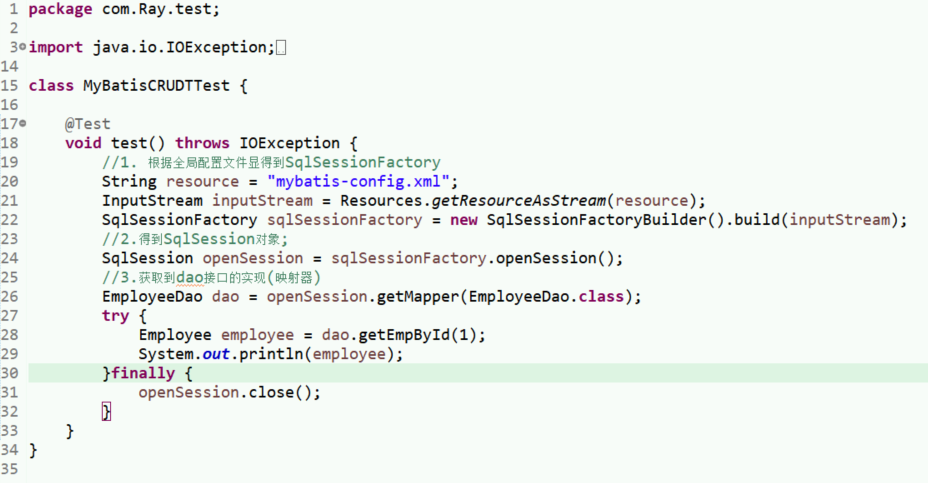 1 package com.Ray.test;
2
3 import java.io.IOException;
14
15 class MyBatisCRUDTTest {
16
17 @Test
18 void test() throws IOException {
19 //1. 根据全局配置文件显得到SqlSessionFactory
20 String resource = "mybatis-config.xml";
21 InputStream inputStream = Resources.getResourceAsStream(resource);
22 SqlSessionFactory sqlSessionFactory = new SqlSessionFactoryBuilder().build(inputStream);
23 //2.得到SqlSession对象;
24 SqlSession openSession = sqlSessionFactory.openSession();
25 //3.获取到dao接口的实现(映射器)
26 EmployeeDao dao = openSession.getMapper(EmployeeDao.class);
27 try {
28 Employee employee = dao.getEmpById(1);
29 System.out.println(employee);
30 }finally {
31 openSession.close();
32 }
33 }
34 }
35